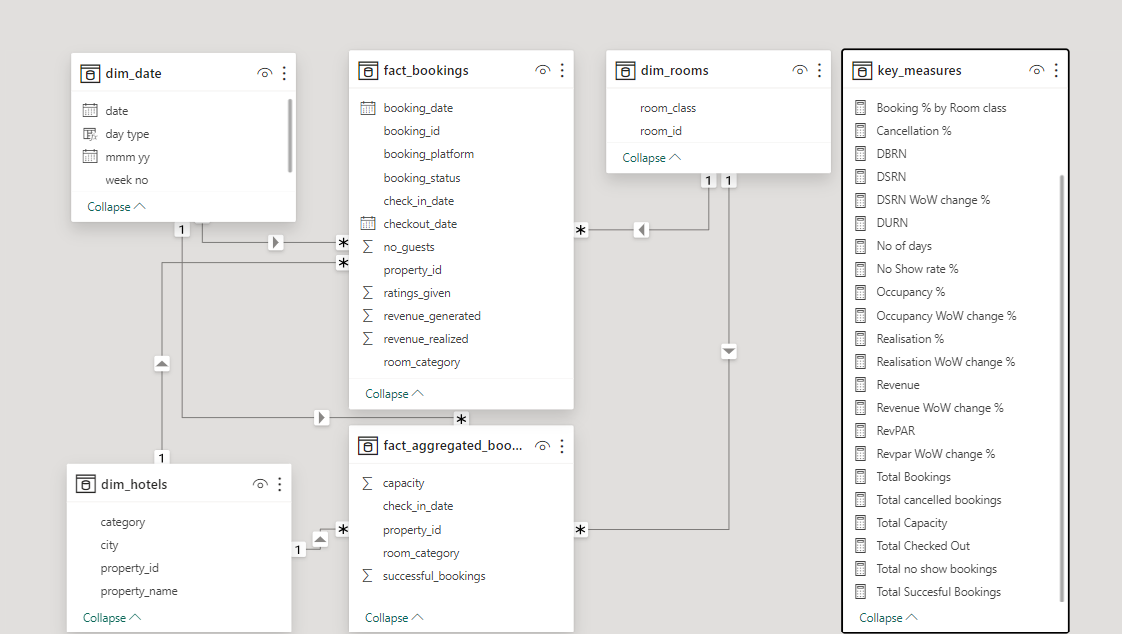 dim_date
date
day type
mmm yy
week no
Collapse
fact_bookings
booking_date
booking_id
booking_platform
booking_status
check_in_date
checkout_date
no_guests
property_id
ratings_given
revenue_generated
revenue_realized
room_category
Collapse
dim_rooms
room_class
room_id
Collapse
key_measures
Booking % by Room class
Cancellation %
DBRN
DSRN
DSRN WoW change %
DURN
No of days
No Show rate %
Occupancy %
Occupancy WoW change %
Realisation %
Realisation WoW change %
Revenue
Revenue WoW change %
RevPAR
Revpar WoW change %
Total Bookings
Total cancelled bookings
Total Capacity
Total Checked Out
Total no show bookings
Total Succesful Bookings
Collapse
dim_hotels
category
city
property_id
property_name
Collapse
fact_aggregated_boo...
capacity
check_in_date
property_id
room_category
successful_bookings
Collapse
1
*
*
1
1
*
*
1
1
*
*